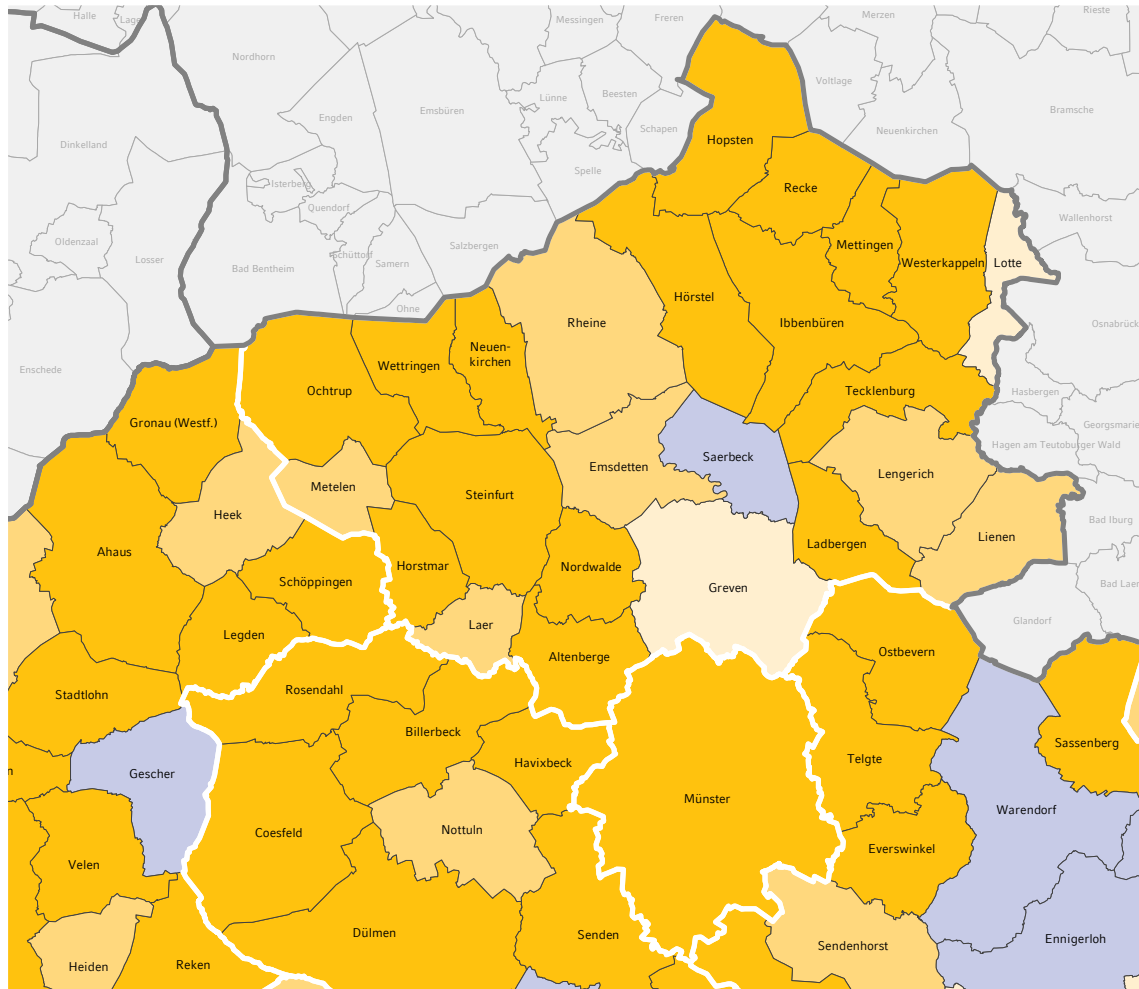 Halle
Lage
Messingen
Freren
Merzen
Rieste
Nordhorn
Voltlage
Lünne
Beesten
Emsbüren
Bramsche
Engden
Schapen
Neuenkirchen
Dinkelland
Hopsten
Spelle
Isterberg
Recke
Quendorf
Wallenhorst
Oldenzaal
Salzbergen
Mettingen
Schüttorf
Losser
Bad Bentheim
Samern
Westerkappeln
Lotte
Hörstel
Ohne
Rheine
Ibbenbüren
Osnabrück
Neuen-
kirchen
Enschede
Wettringen
Ochtrup
Tecklenburg
Hasbergen
Gronau (Westf.)
Georgsmarie
Hagen am Teutoburger Wald
Saerbeck
Emsdetten
Lengerich
Metelen
Steinfurt
Heek
Bad Iburg
Lienen
Ladbergen
Ahaus
Horstmar
Nordwalde
Schöppingen
Bad Laer
Greven
Glandorf
Laer
Legden
Ostbevern
Altenberge
Rosendahl
Stadtlohn
Billerbeck
Sassenberg
Telgte
Havixbeck
n
Gescher
Münster
Warendorf
Nottuln
Coesfeld
Everswinkel
Velen
Dülmen
Senden
Ennigerloh
Sendenhorst
Reken
Heiden